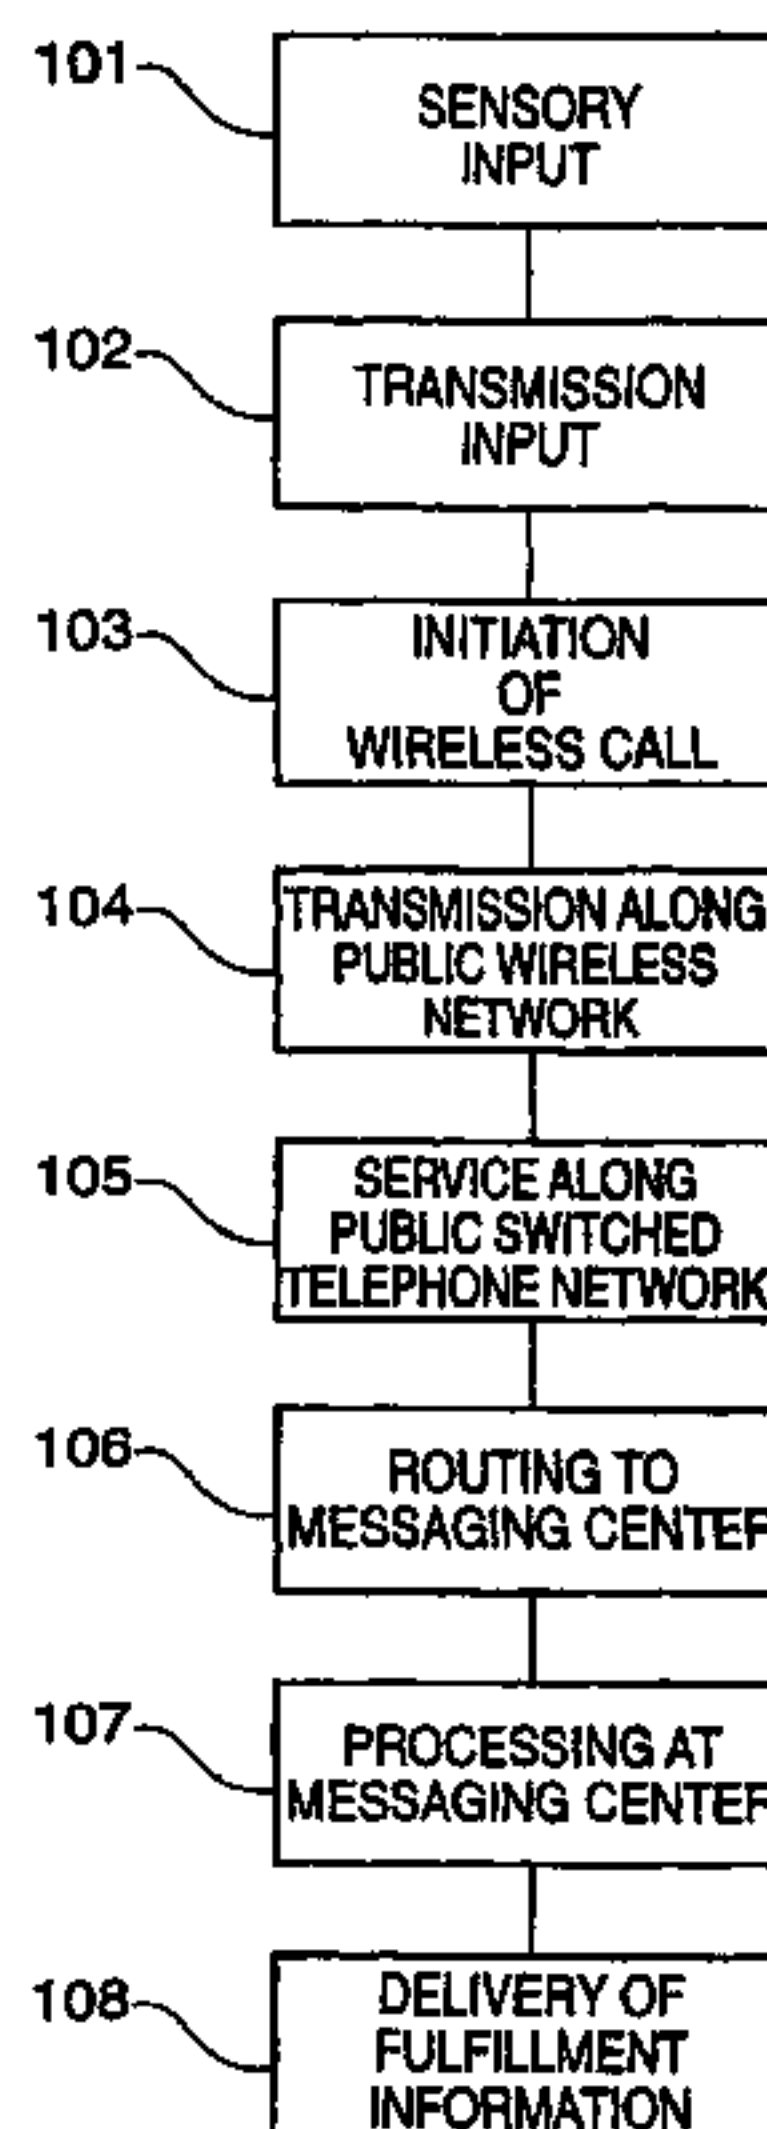 101
SENSORY
INPUT
102
TRANSMISSION
INPUT
103
INITIATION
OF
WIRELESS CALL
104
TRANSMISSION ALONG
PUBLIC WIRELESS
NETWORK
105
SERVICE ALONG
PUBLIC SWITCHED
TELEPHONE NETWORK
106
ROUTING TO
MESSAGING CENTER
107
PROCESSING AT
MESSAGING CENTER
108
DELIVERY OF
FULFILLMENT
INFORMATION